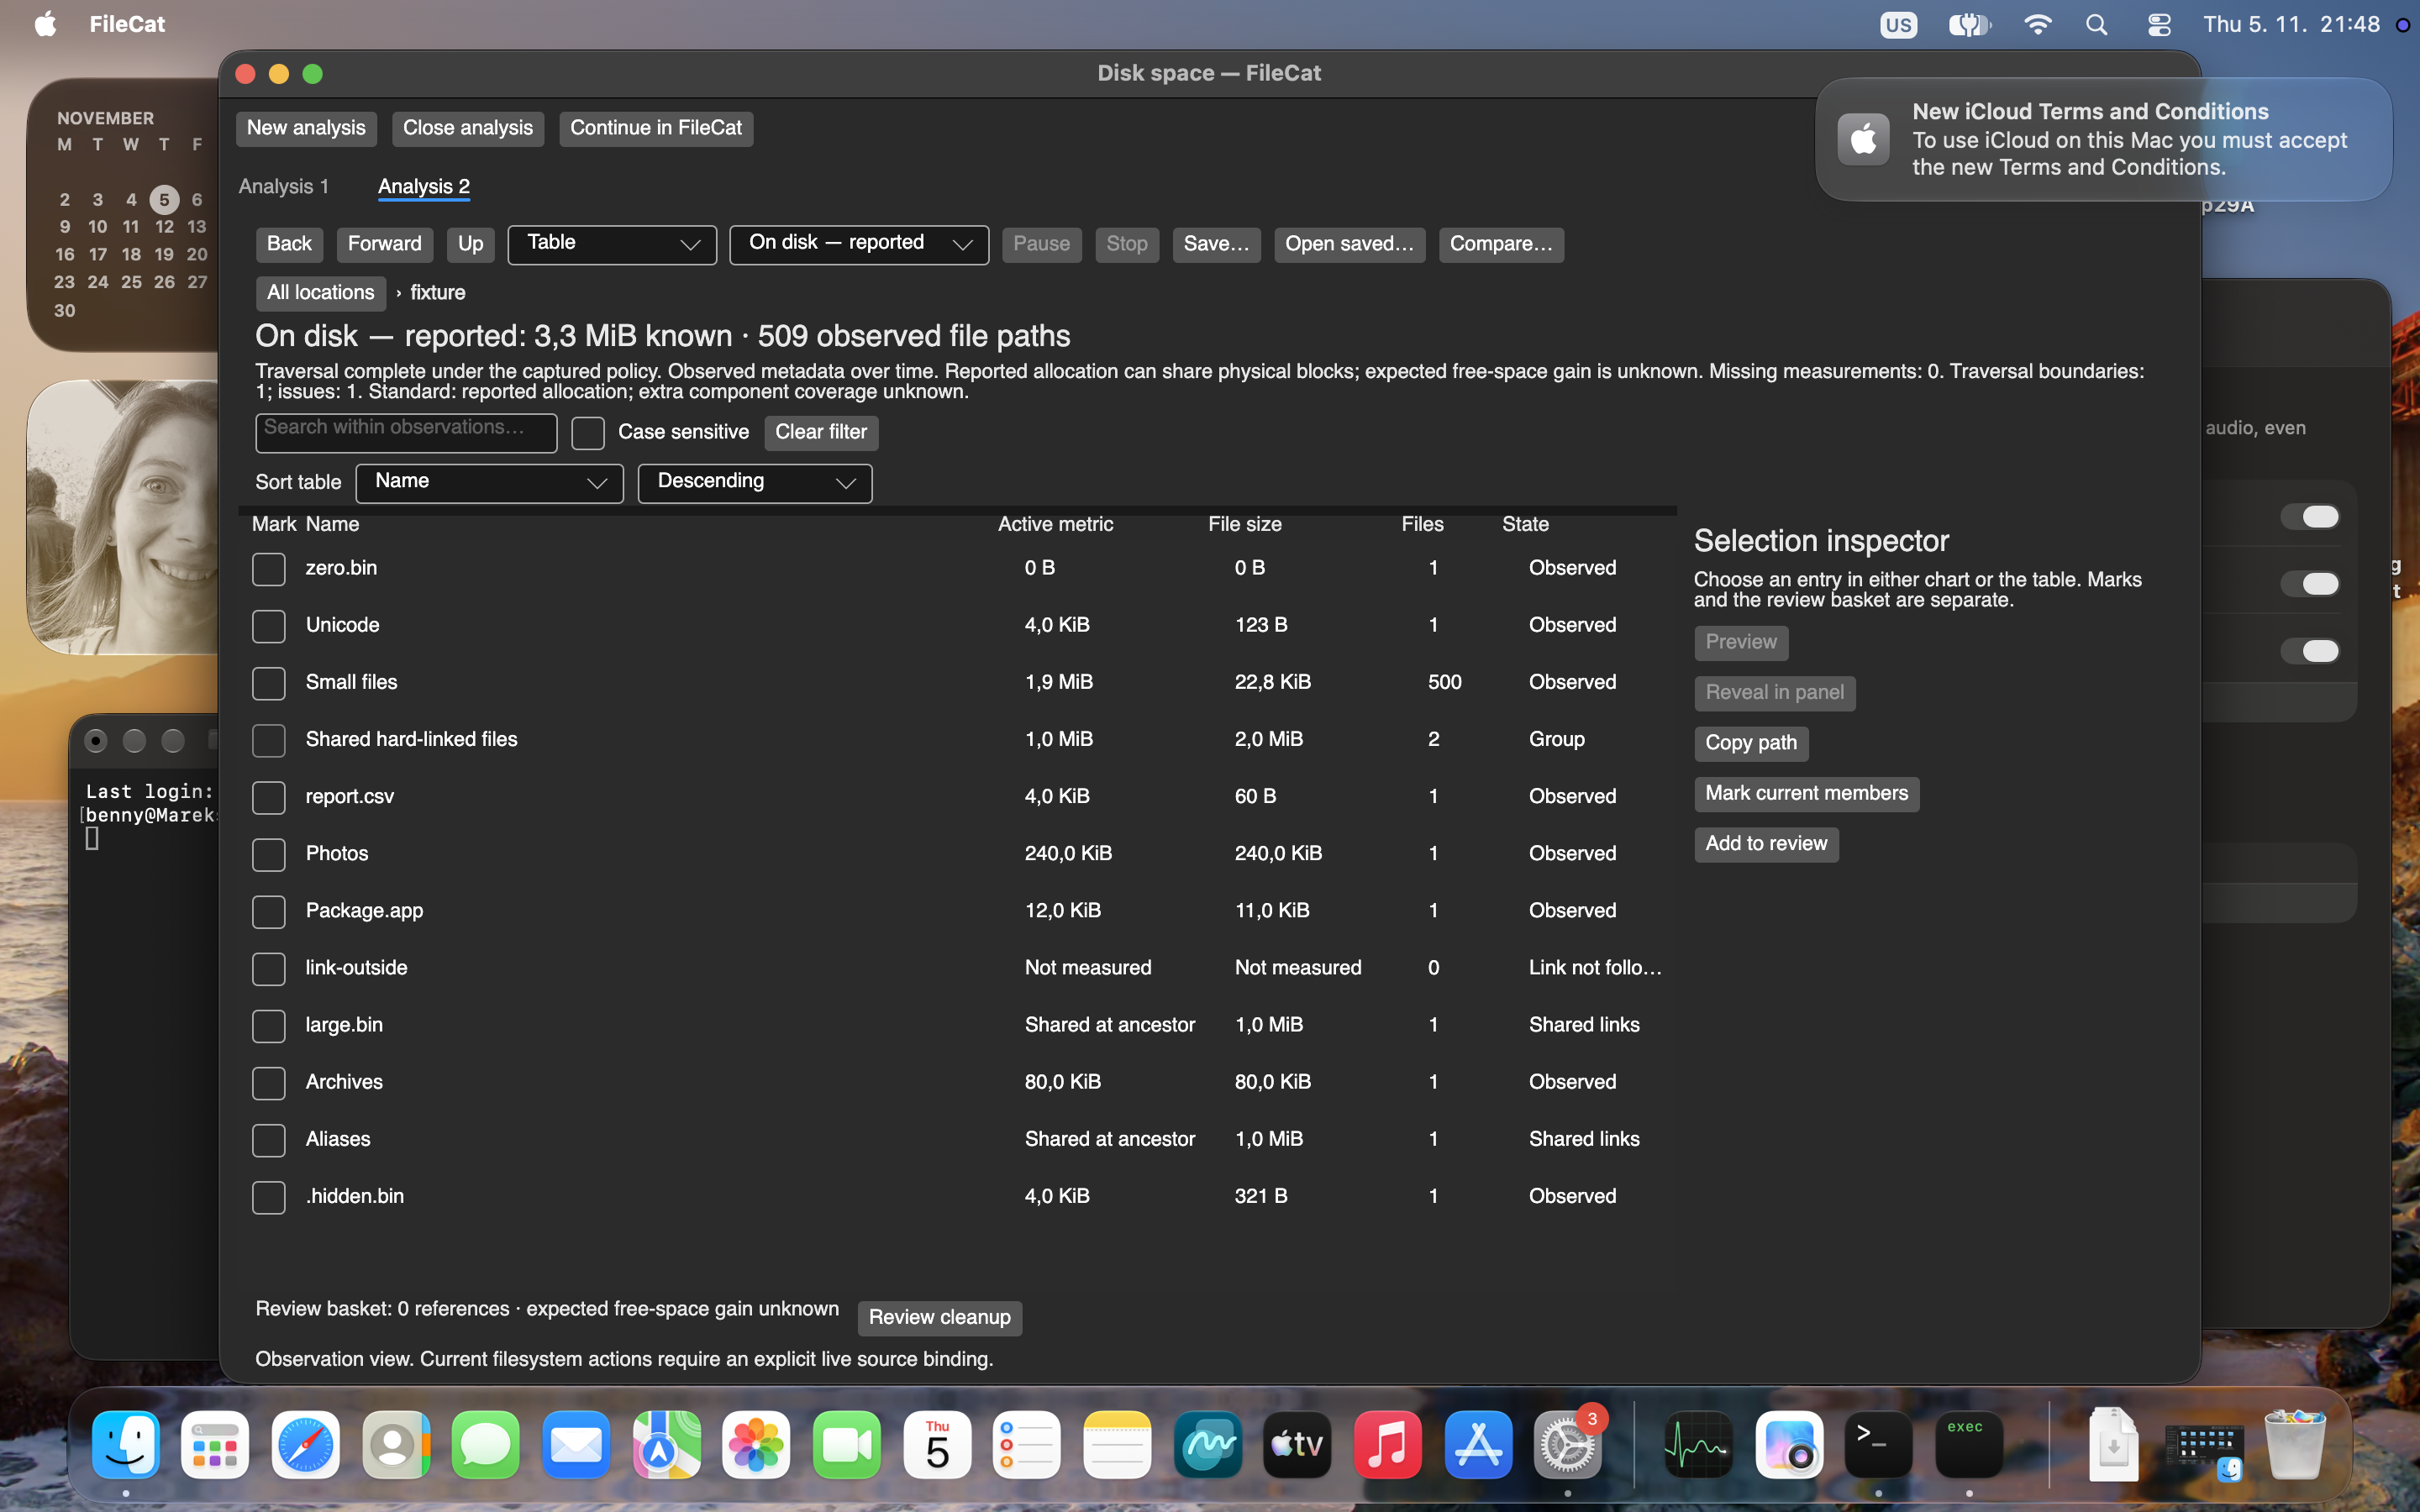 FileCat
US
Thu 5. 11. 21:48
Disk space — FileCat
New iCloud Terms and Conditions
To use iCloud on this Mac you must accept
the new Terms and Conditions.
NOVEMBER
M T W T F
2 3 4 5 6
9 10 11 12 13
16 17 18 19 20
23 24 25 26 27
30
New analysis Close analysis Continue in FileCat
Analysis 1 Analysis 2
p29A
Back Forward Up Table On disk — reported Pause Stop Save... Open saved... Compare...
All locations › fixture
On disk — reported: 3,3 MiB known · 509 observed file paths
Traversal complete under the captured policy. Observed metadata over time. Reported allocation can share physical blocks; expected free-space gain is unknown. Missing measurements: 0. Traversal boundaries:
1; issues: 1. Standard: reported allocation; extra component coverage unknown.
Search within observations... Case sensitive Clear filter
audio, even
Sort table Name Descending
Mark Name Active metric File size Files State
zero.bin 0 B 0 B 1 Observed
Unicode 4,0 KiB 123 B 1 Observed
Small files 1,9 MiB 22,8 KiB 500 Observed
Shared hard-linked files 1,0 MiB 2,0 MiB 2 Group
report.csv 4,0 KiB 60 B 1 Observed
Photos 240,0 KiB 240,0 KiB 1 Observed
Package.app 12,0 KiB 11,0 KiB 1 Observed
link-outside Not measured Not measured 0 Link not follo...
large.bin Shared at ancestor 1,0 MiB 1 Shared links
Archives 80,0 KiB 80,0 KiB 1 Observed
Aliases Shared at ancestor 1,0 MiB 1 Shared links
.hidden.bin 4,0 KiB 321 B 1 Observed
Selection inspector
Choose an entry in either chart or the table. Marks
and the review basket are separate.
Preview
Reveal in panel
Copy path
Mark current members
Add to review
g
t
Last login:
[benny@Marek
Review basket: 0 references · expected free-space gain unknown Review cleanup
Observation view. Current filesystem actions require an explicit live source binding.
Thu
5
tv
3
>_
exec